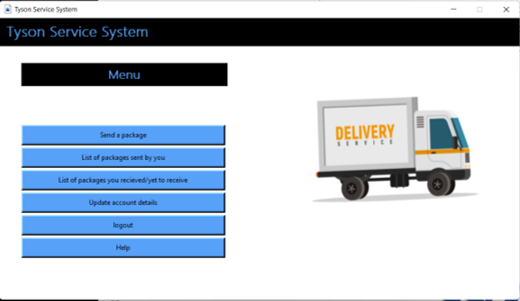 Tyson Service System
Tyson Service System
Menu
Send a package
List of packages sent by you
List of packages you recieved/yet to receive
Update account details
logout
Help
DELIVERY
SERVICE